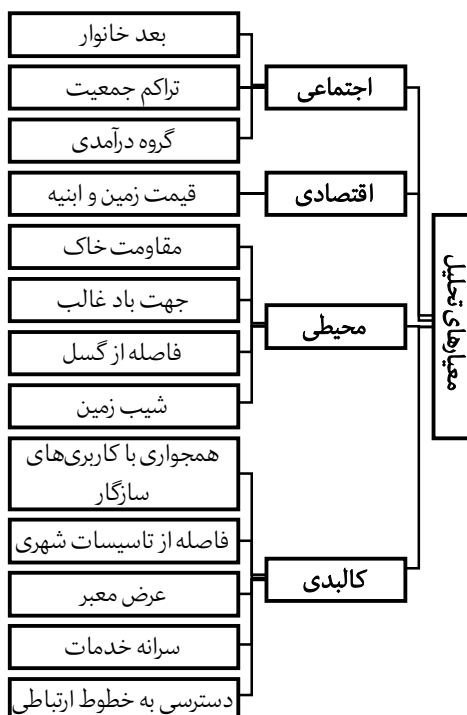 معیارهای تحلیل
اجتماعی
بعد خانوار
تراکم جمعیت
گروه درآمدی
اقتصادی
قیمت زمین و ابنیه
محیطی
مقاومت خاک
جهت باد غالب
فاصله از گسل
شیب زمین
کالبدی
همجواری با کاربری‌های
سازگار
فاصله از تاسیسات شهری
عرض معبر
سرانه خدمات
دسترسی به خطوط ارتباطی